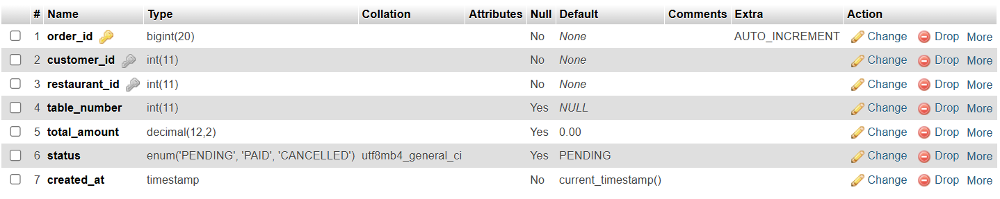 # Name Type Collation Attributes Null Default Comments Extra Action
1 order_id bigint(20) No None AUTO_INCREMENT Change Drop More
2 customer_id int(11) No None Change Drop More
3 restaurant_id int(11) No None Change Drop More
4 table_number int(11) Yes NULL Change Drop More
5 total_amount decimal(12,2) Yes 0.00 Change Drop More
6 status enum('PENDING', 'PAID', 'CANCELLED') utf8mb4_general_ci Yes PENDING Change Drop More
7 created_at timestamp No current_timestamp() Change Drop More